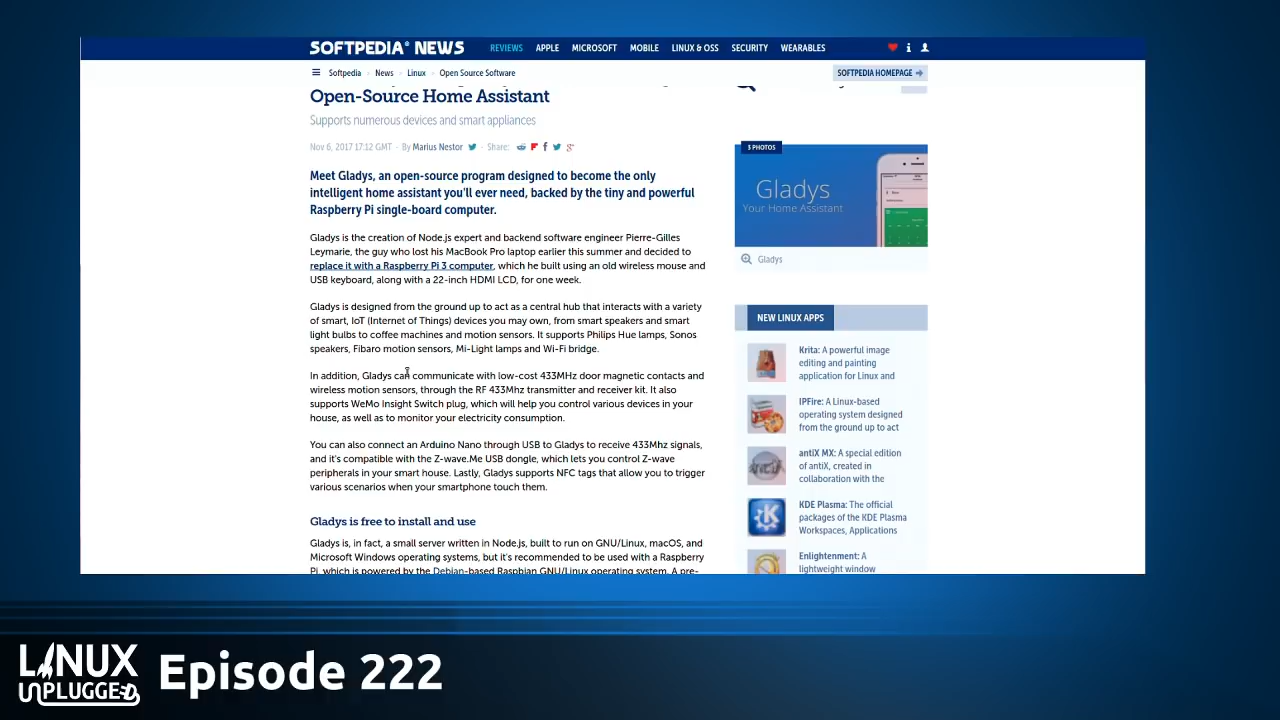 SOFTPEDIA® NEWS
REVIEWS APPLE MICROSOFT MOBILE LINUX & OSS SECURITY WEARABLES
Softpedia › News › Linux › Open Source Software
SOFTPEDIA HOMEPAGE
Open-Source Home Assistant
Supports numerous devices and smart appliances
Nov 6, 2017 17:12 GMT · By Marius Nestor · Share:
Meet Gladys, an open-source program designed to become the only
intelligent home assistant you'll ever need, backed by the tiny and powerful
Raspberry Pi single-board computer.
Gladys is the creation of Node.js expert and backend software engineer Pierre-Gilles
Leymarie, the guy who lost his MacBook Pro laptop earlier this summer and decided to
replace it with a Raspberry Pi 3 computer, which he built using an old wireless mouse and
USB keyboard, along with a 22-inch HDMI LCD, for one week.
Gladys is designed from the ground up to act as a central hub that interacts with a variety
of smart, IoT (Internet of Things) devices you may own, from smart speakers and smart
light bulbs to coffee machines and motion sensors. It supports Philips Hue lamps, Sonos
speakers, Fibaro motion sensors, Mi-Light lamps and Wi-Fi bridge.
In addition, Gladys can communicate with low-cost 433MHz door magnetic contacts and
wireless motion sensors, through the RF 433Mhz transmitter and receiver kit. It also
supports WeMo Insight Switch plug, which will help you control various devices in your
house, as well as to monitor your electricity consumption.
You can also connect an Arduino Nano through USB to Gladys to receive 433Mhz signals,
and it's compatible with the Z-wave.Me USB dongle, which lets you control Z-wave
peripherals in your smart house. Lastly, Gladys supports NFC tags that allow you to trigger
various scenarios when your smartphone touch them.
Gladys is free to install and use
Gladys is, in fact, a small server written in Node.js, built to run on GNU/Linux, macOS, and
Microsoft Windows operating systems, but it's recommended to be used with a Raspberry
Pi, which is powered by the Debian-based Raspbian GNU/Linux operating system. A pre-
3 PHOTOS
Gladys
Your Home Assistant
Gladys
NEW LINUX APPS
Krita: A powerful image
editing and painting
application for Linux and
IPFire: A Linux-based
operating system designed
from the ground up to act
antiX MX: A special edition
of antiX, created in
collaboration with the
KDE Plasma: The official
packages of the KDE Plasma
Workspaces, Applications
Enlightenment: A
lightweight window
LINUX
UNPLUGGED
Episode 222